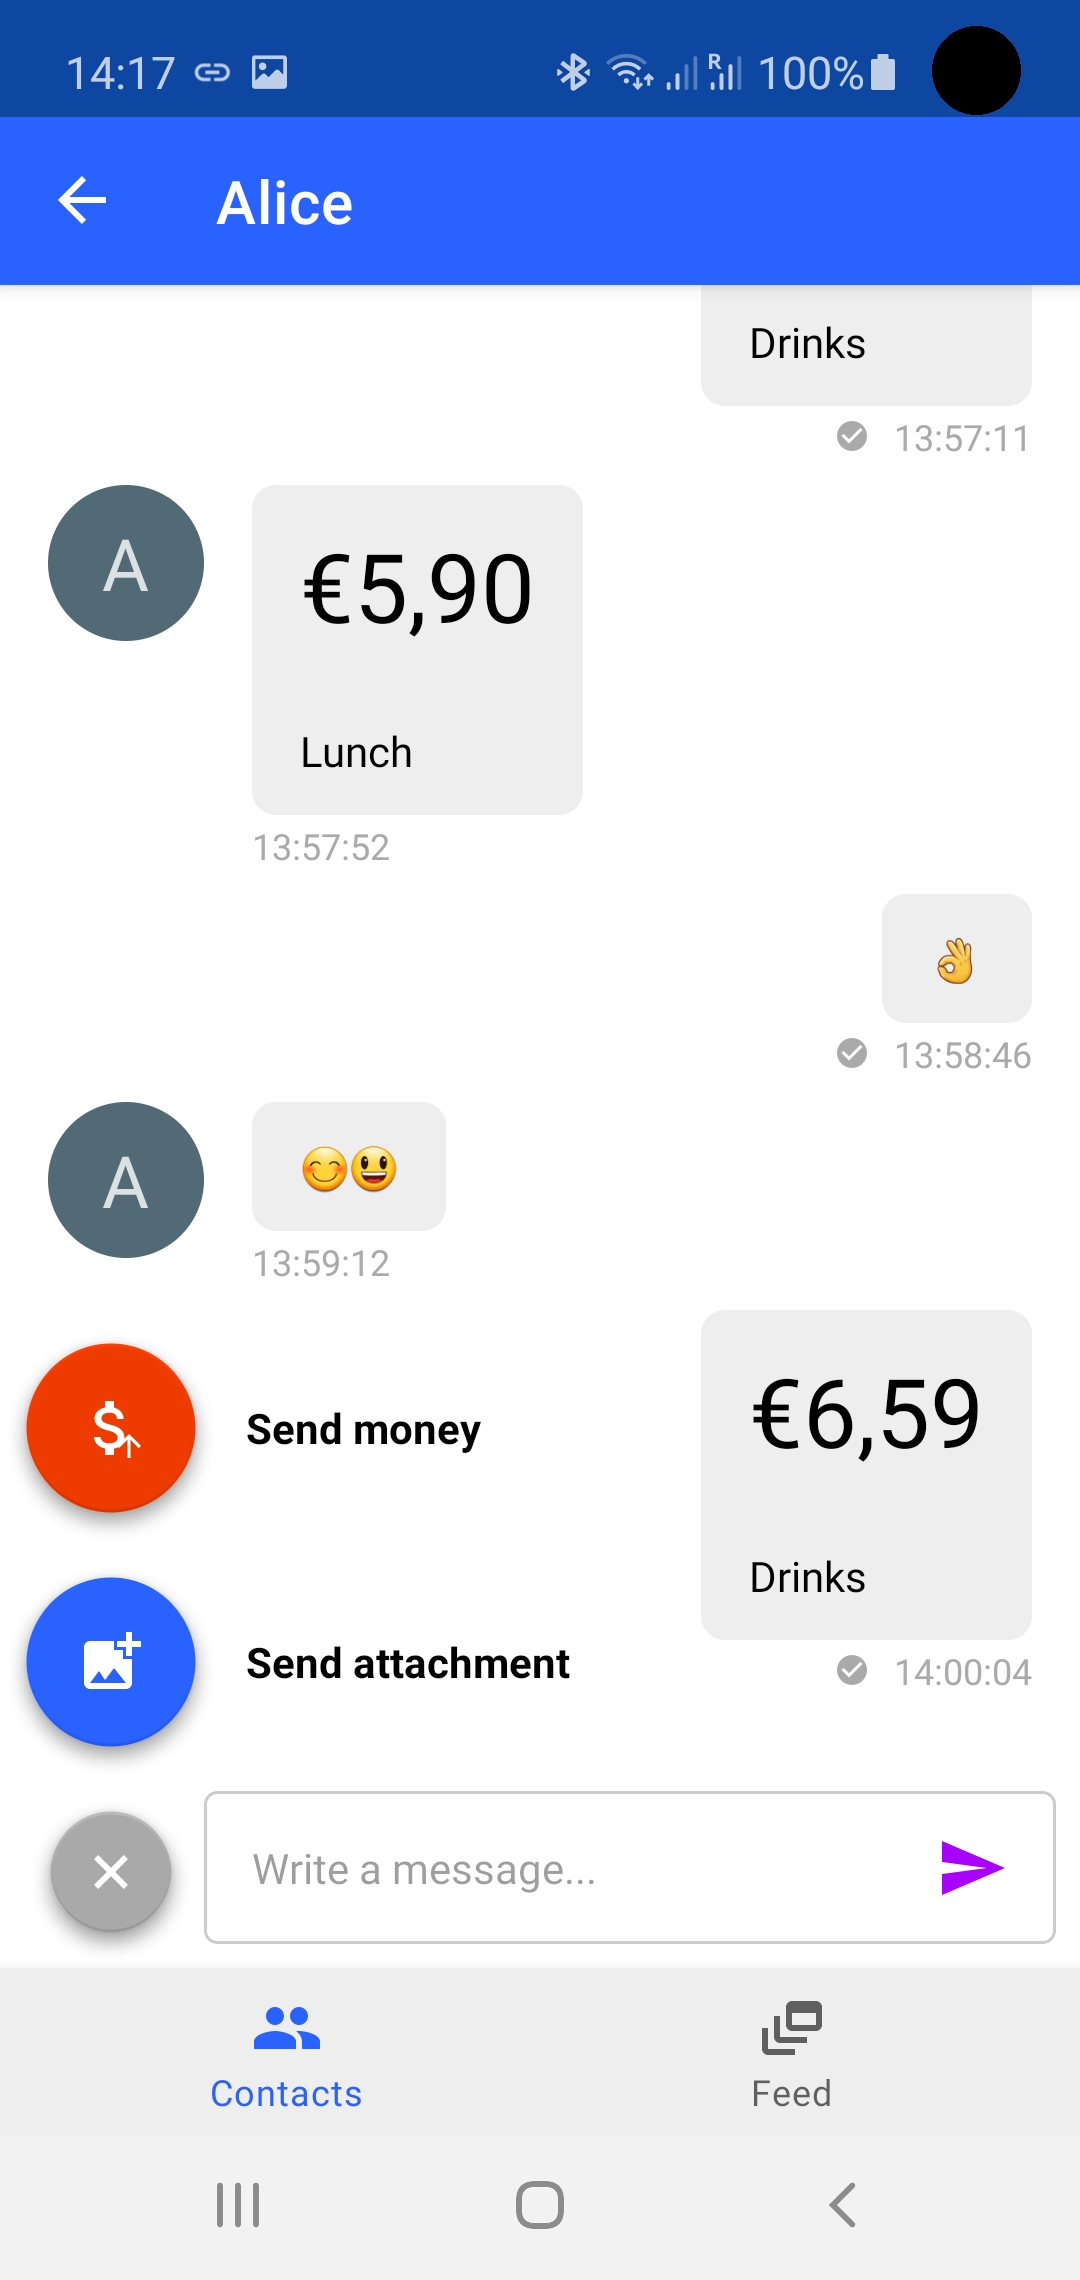 14:17 R 100%
Alice
Drinks
13:57:11
A
€5,90
Lunch
13:57:52
👌
13:58:46
A
😊😃
13:59:12
€6,59
Send money
Drinks
Send attachment
14:00:04
Write a message...
Contacts Feed